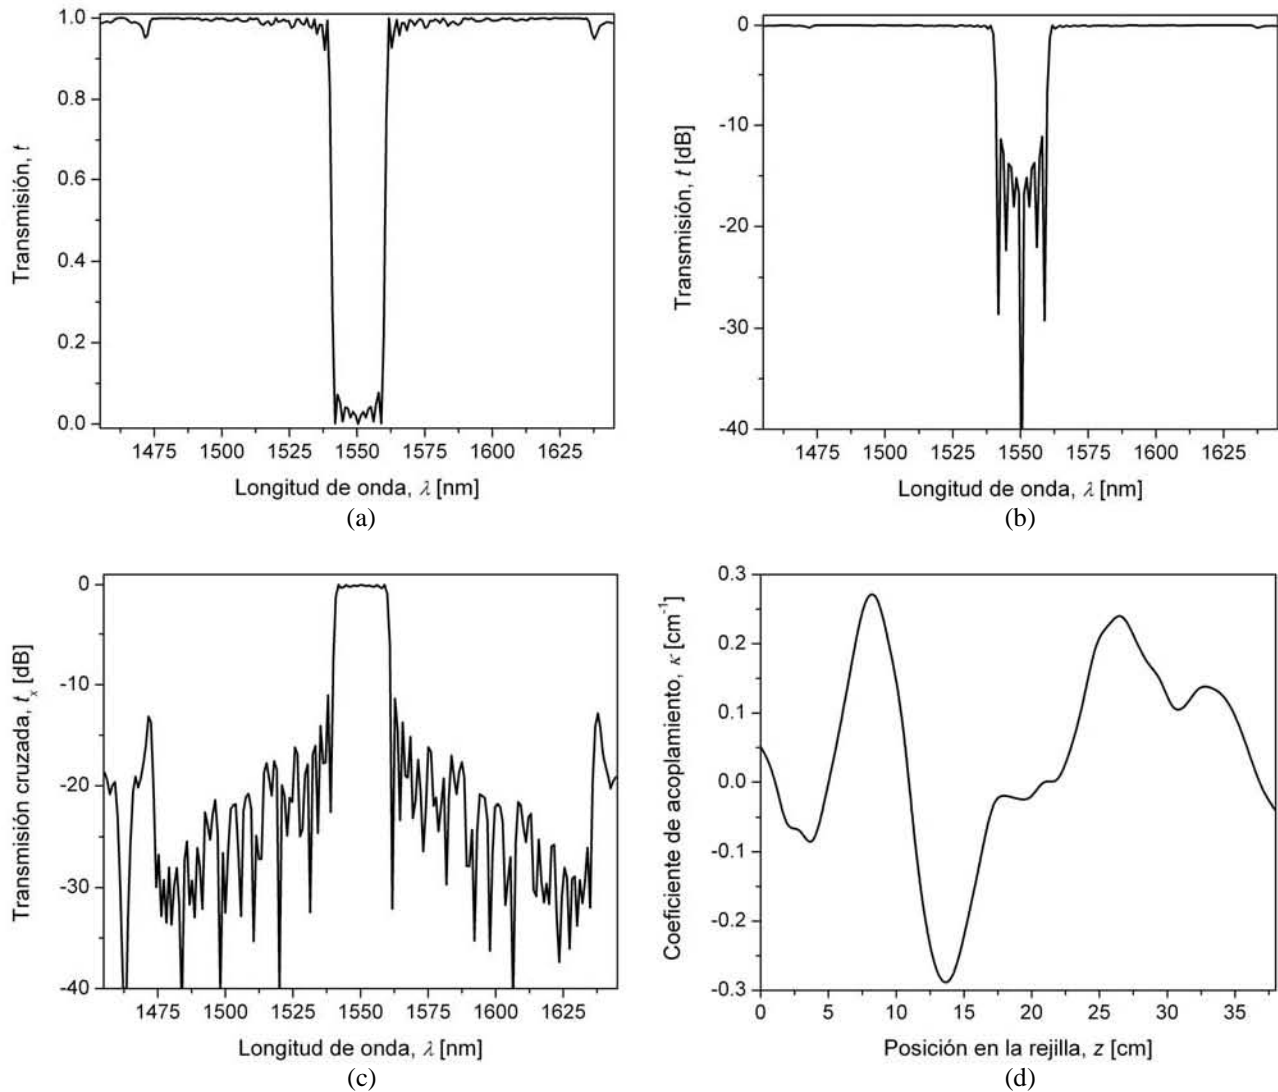 1.0
0.8
0.6
0.4
0.2
0.0
1475 1500 1525 1550 1575 1600 1625
Transmisión, t
Longitud de onda, λ [nm]
(a)
0
-10
-20
-30
-40
1475 1500 1525 1550 1575 1600 1625
Transmisión, t [dB]
Longitud de onda, λ [nm]
(b)
0
-10
-20
-30
-40
1475 1500 1525 1550 1575 1600 1625
Transmisión cruzada, tₓ [dB]
Longitud de onda, λ [nm]
(c)
0.3
0.2
0.1
0.0
-0.1
-0.2
-0.3
0 5 10 15 20 25 30 35
Coeficiente de acoplamiento, κ [cm⁻¹]
Posición en la rejilla, z [cm]
(d)